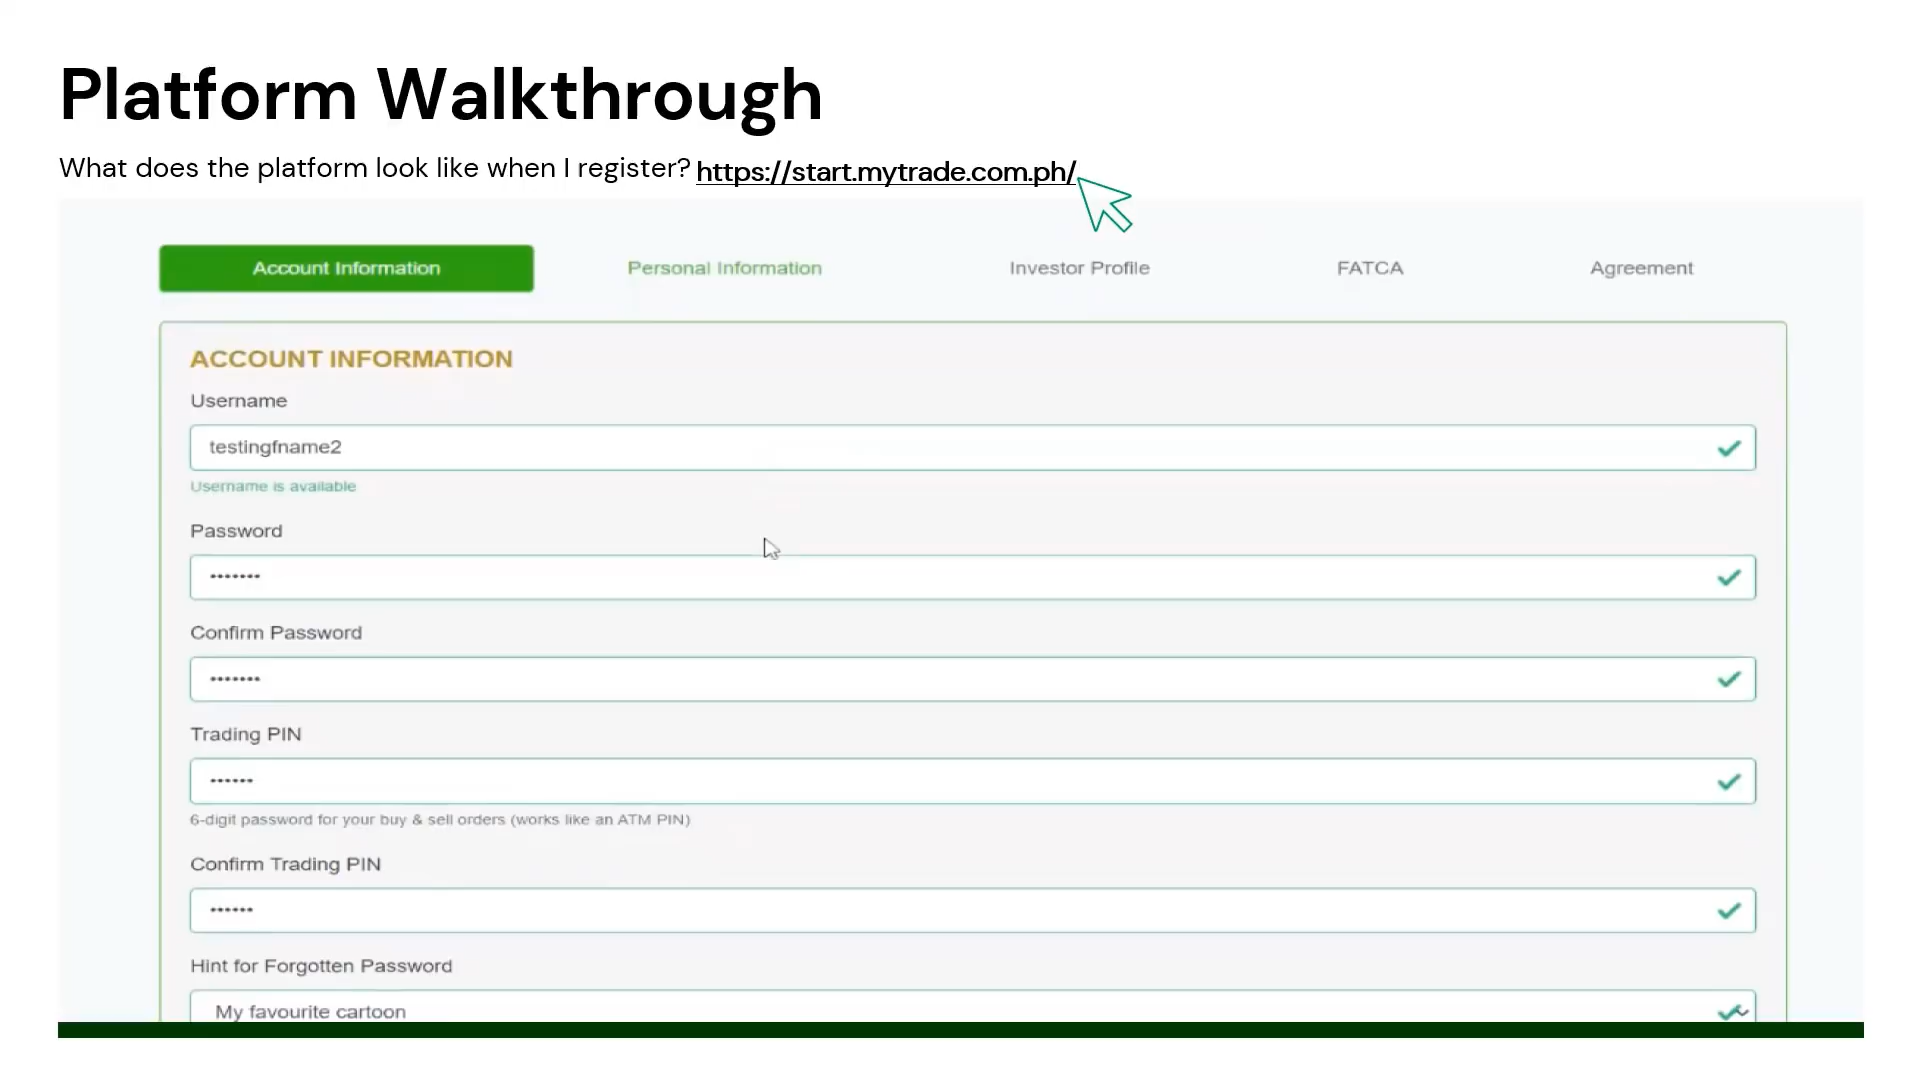 Platform Walkthrough
What does the platform look like when I register? https://start.mytrade.com.ph/
Account Information Personal Information Investor Profile FATCA Agreement
ACCOUNT INFORMATION
Username
testingfname2
Username is available
Password
•••••••
Confirm Password
•••••••
Trading PIN
••••••
6-digit password for your buy & sell orders (works like an ATM PIN)
Confirm Trading PIN
••••••
Hint for Forgotten Password
My favourite cartoon